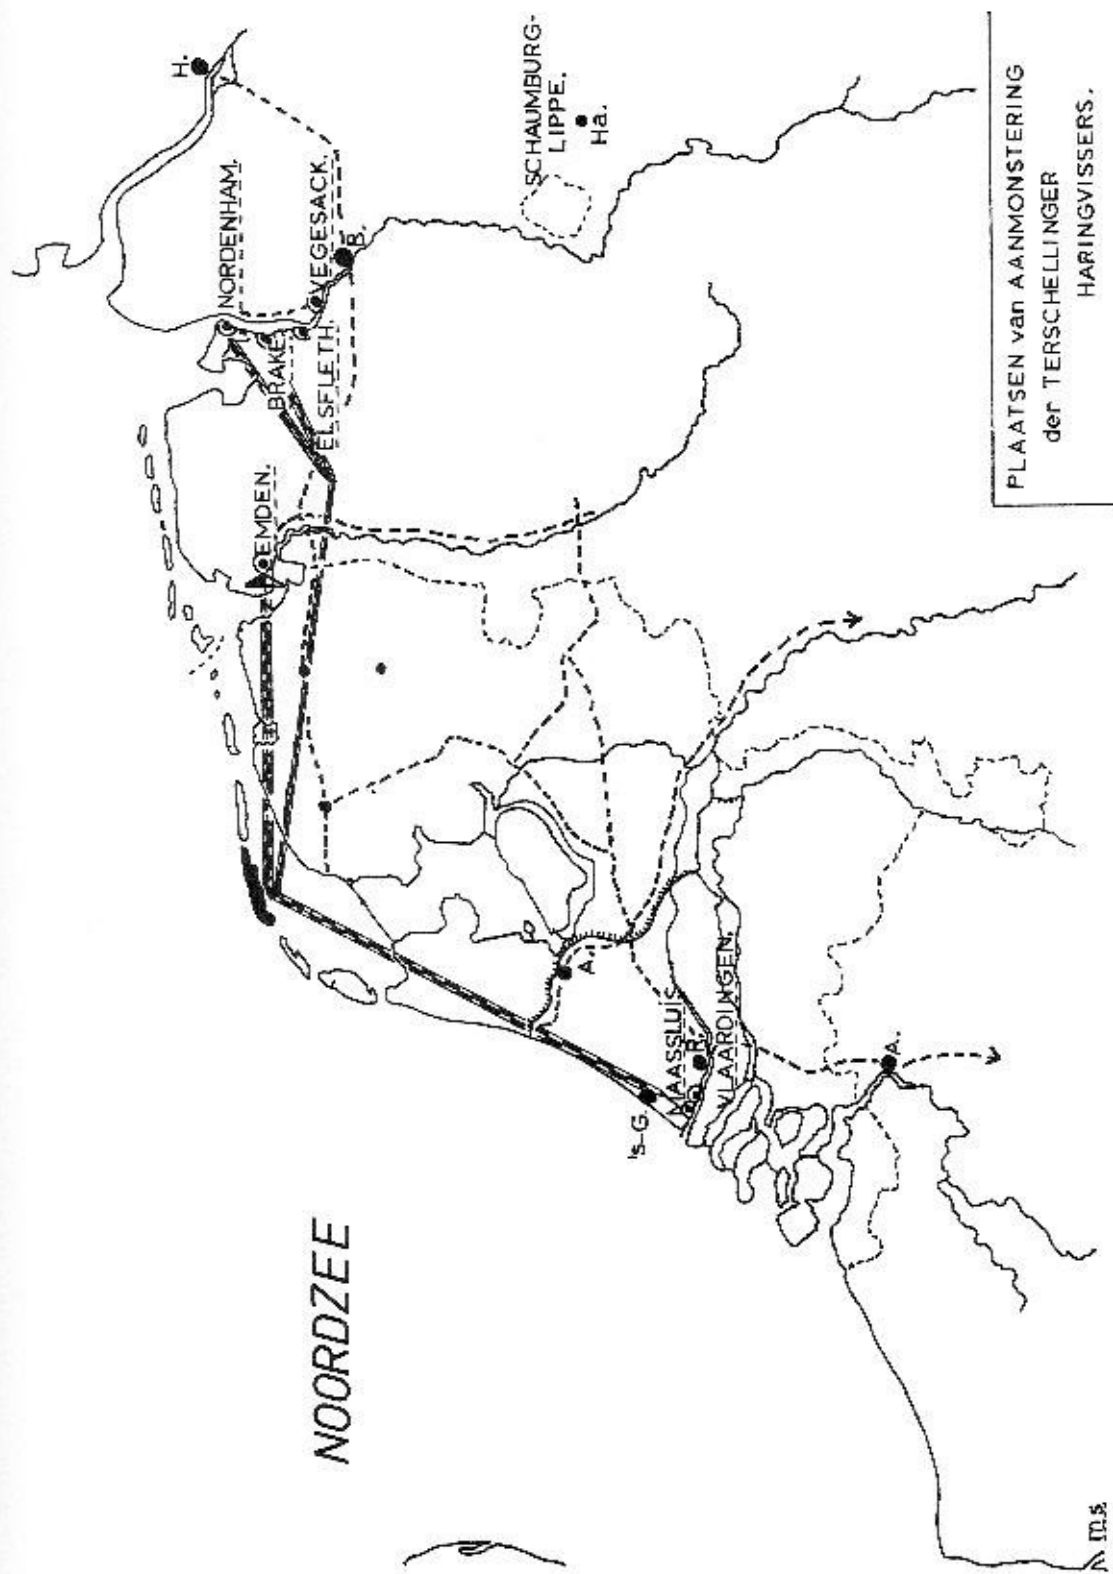 NOORDZEE
H.
NORDENHAM.
VEGESACK.
B.
BRAKE.
ELSFLETH.
EMDEN.
SCHAUMBURG-
LIPPE.
Ha.
A.
's-G.
MAASSLUIS.
R.
VLAARDINGEN.
A.
PLAATSEN van AANMONSTERING
der TERSCHELLINGER
HARINGVISSERS.
m.s.